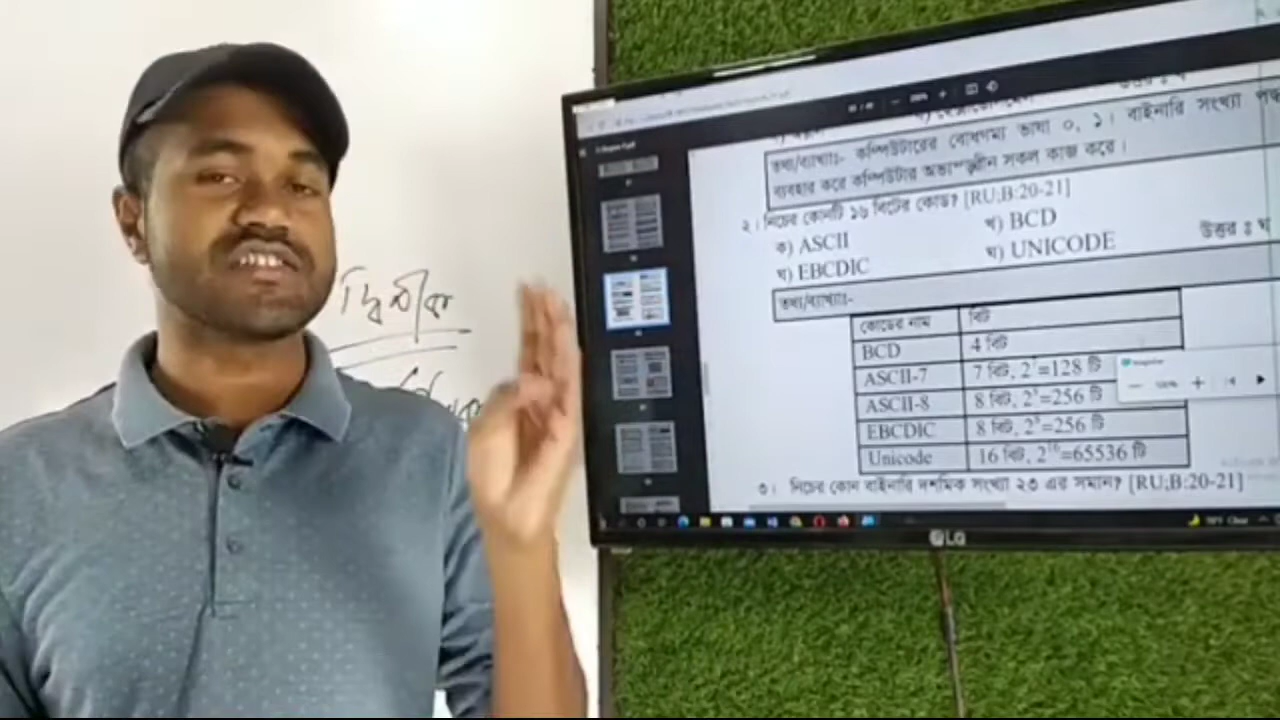 দ্বিতীয়
তথ্য/ব্যাখ্যাঃ- কম্পিউটারের বোধগম্য ভাষা ০, ১। বাইনারি সংখ্যা
ব্যবহার করে কম্পিউটার অভ্যন্তরীন সকল কাজ করে।
২। নিচের কোনটি ১৬ বিটের কোড? [RU;B:20-21]
ক) ASCII খ) BCD
ঘ) EBCDIC ঘ) UNICODE উত্তর ঃ ঘ
তথ্য/ব্যাখ্যাঃ-
কোডের নাম বিট
BCD 4 বিট
ASCII-7 7 বিট, 2⁷=128 টি
ASCII-8 8 বিট, 2⁸=256 টি
EBCDIC 8 বিট, 2⁸=256 টি
Unicode 16 বিট, 2¹⁶=65536 টি
৩। নিচের কোন বাইনারি দশমিক সংখ্যা ২৩ এর সমান? [RU;B:20-21]
LG